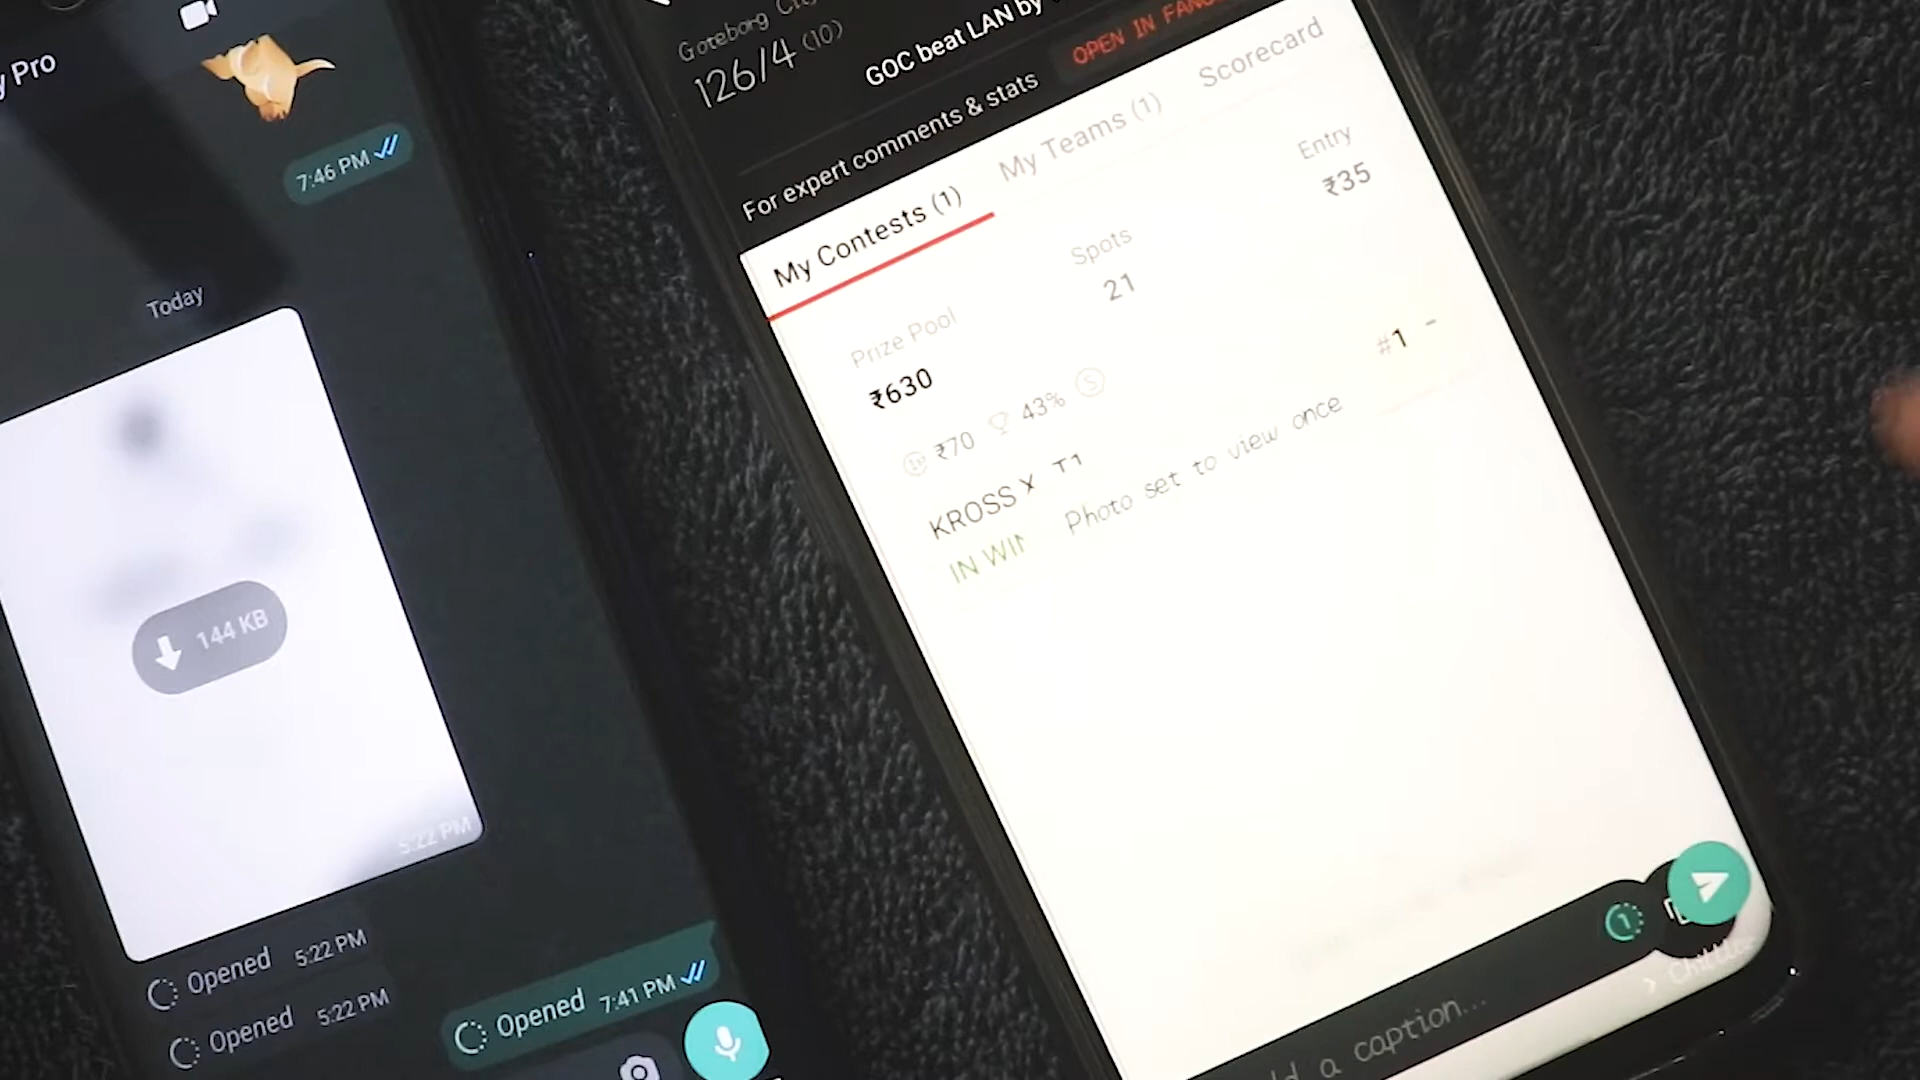 Pro
7:46 PM
Today
144 KB
5:22 PM
Opened 5:22 PM
Opened 5:22 PM
Opened 7:41 PM
Goteborg
126/4 (10)
GOC beat LAN by
For expert comments & stats
OPEN IN
My Contests (1)
My Teams (1)
Scorecard
Prize Pool
Spots
Entry
₹630
21
₹35
1st ₹70 43% S
KROSS X T1
#1 -
IN WIN
Photo set to view once
1
a caption...